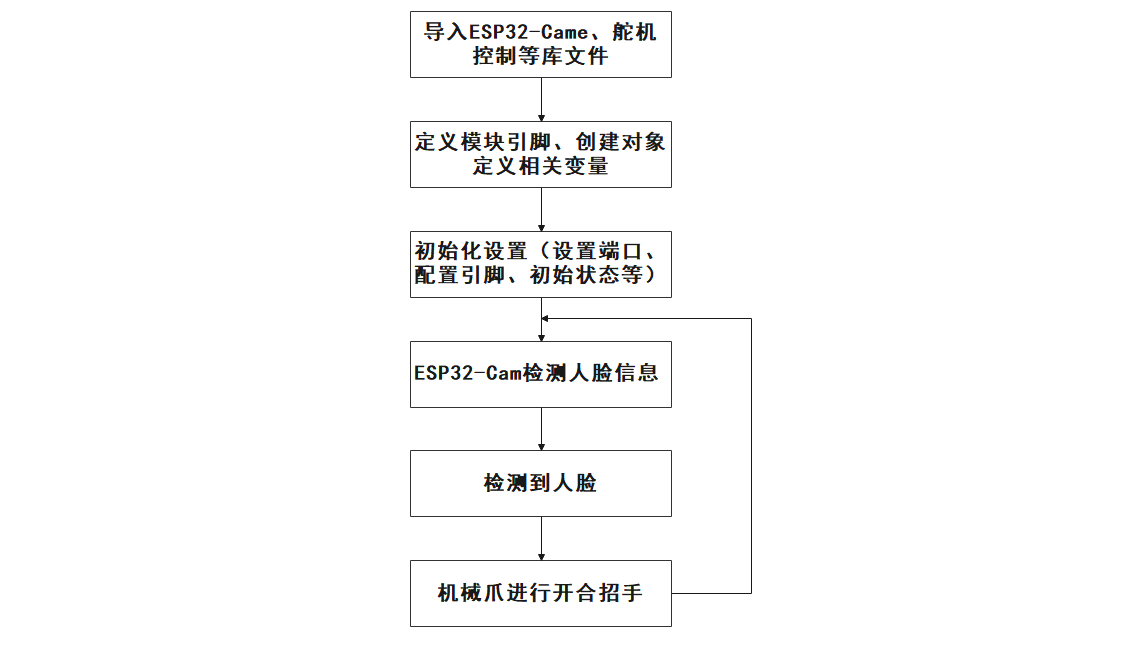 导入ESP32-Came、舵机
控制等库文件
定义模块引脚、创建对象
定义相关变量
初始化设置（设置端口、
配置引脚、初始状态等）
ESP32-Cam检测人脸信息
检测到人脸
机械爪进行开合招手